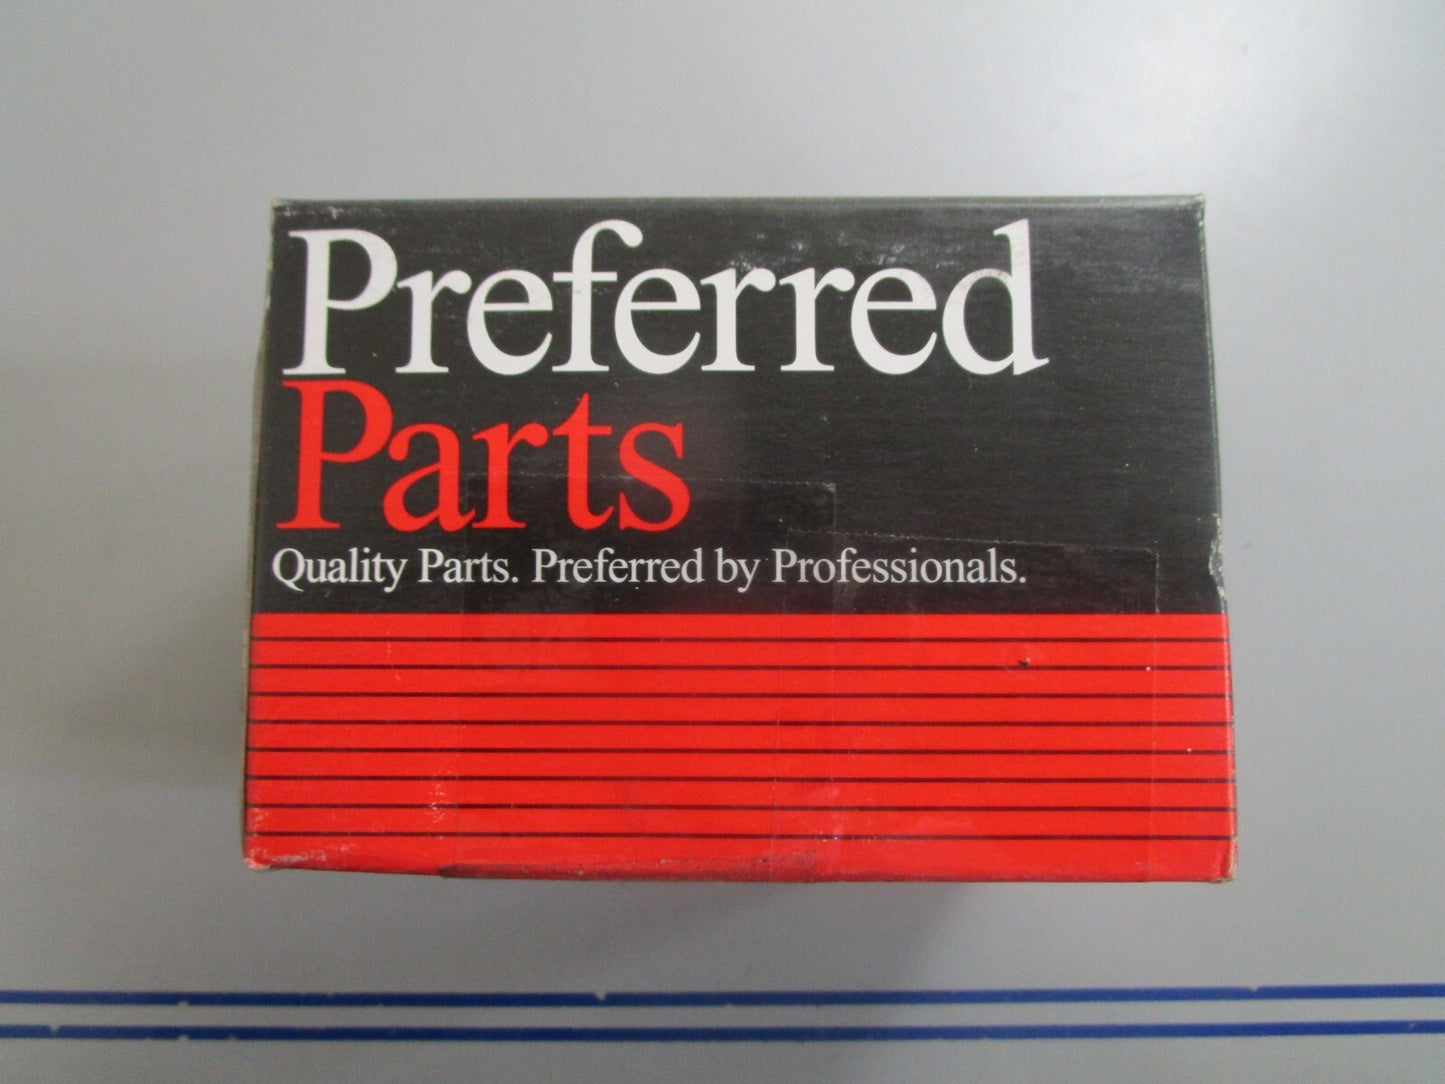 Preferred
Parts
Quality Parts. Preferred by Professionals.